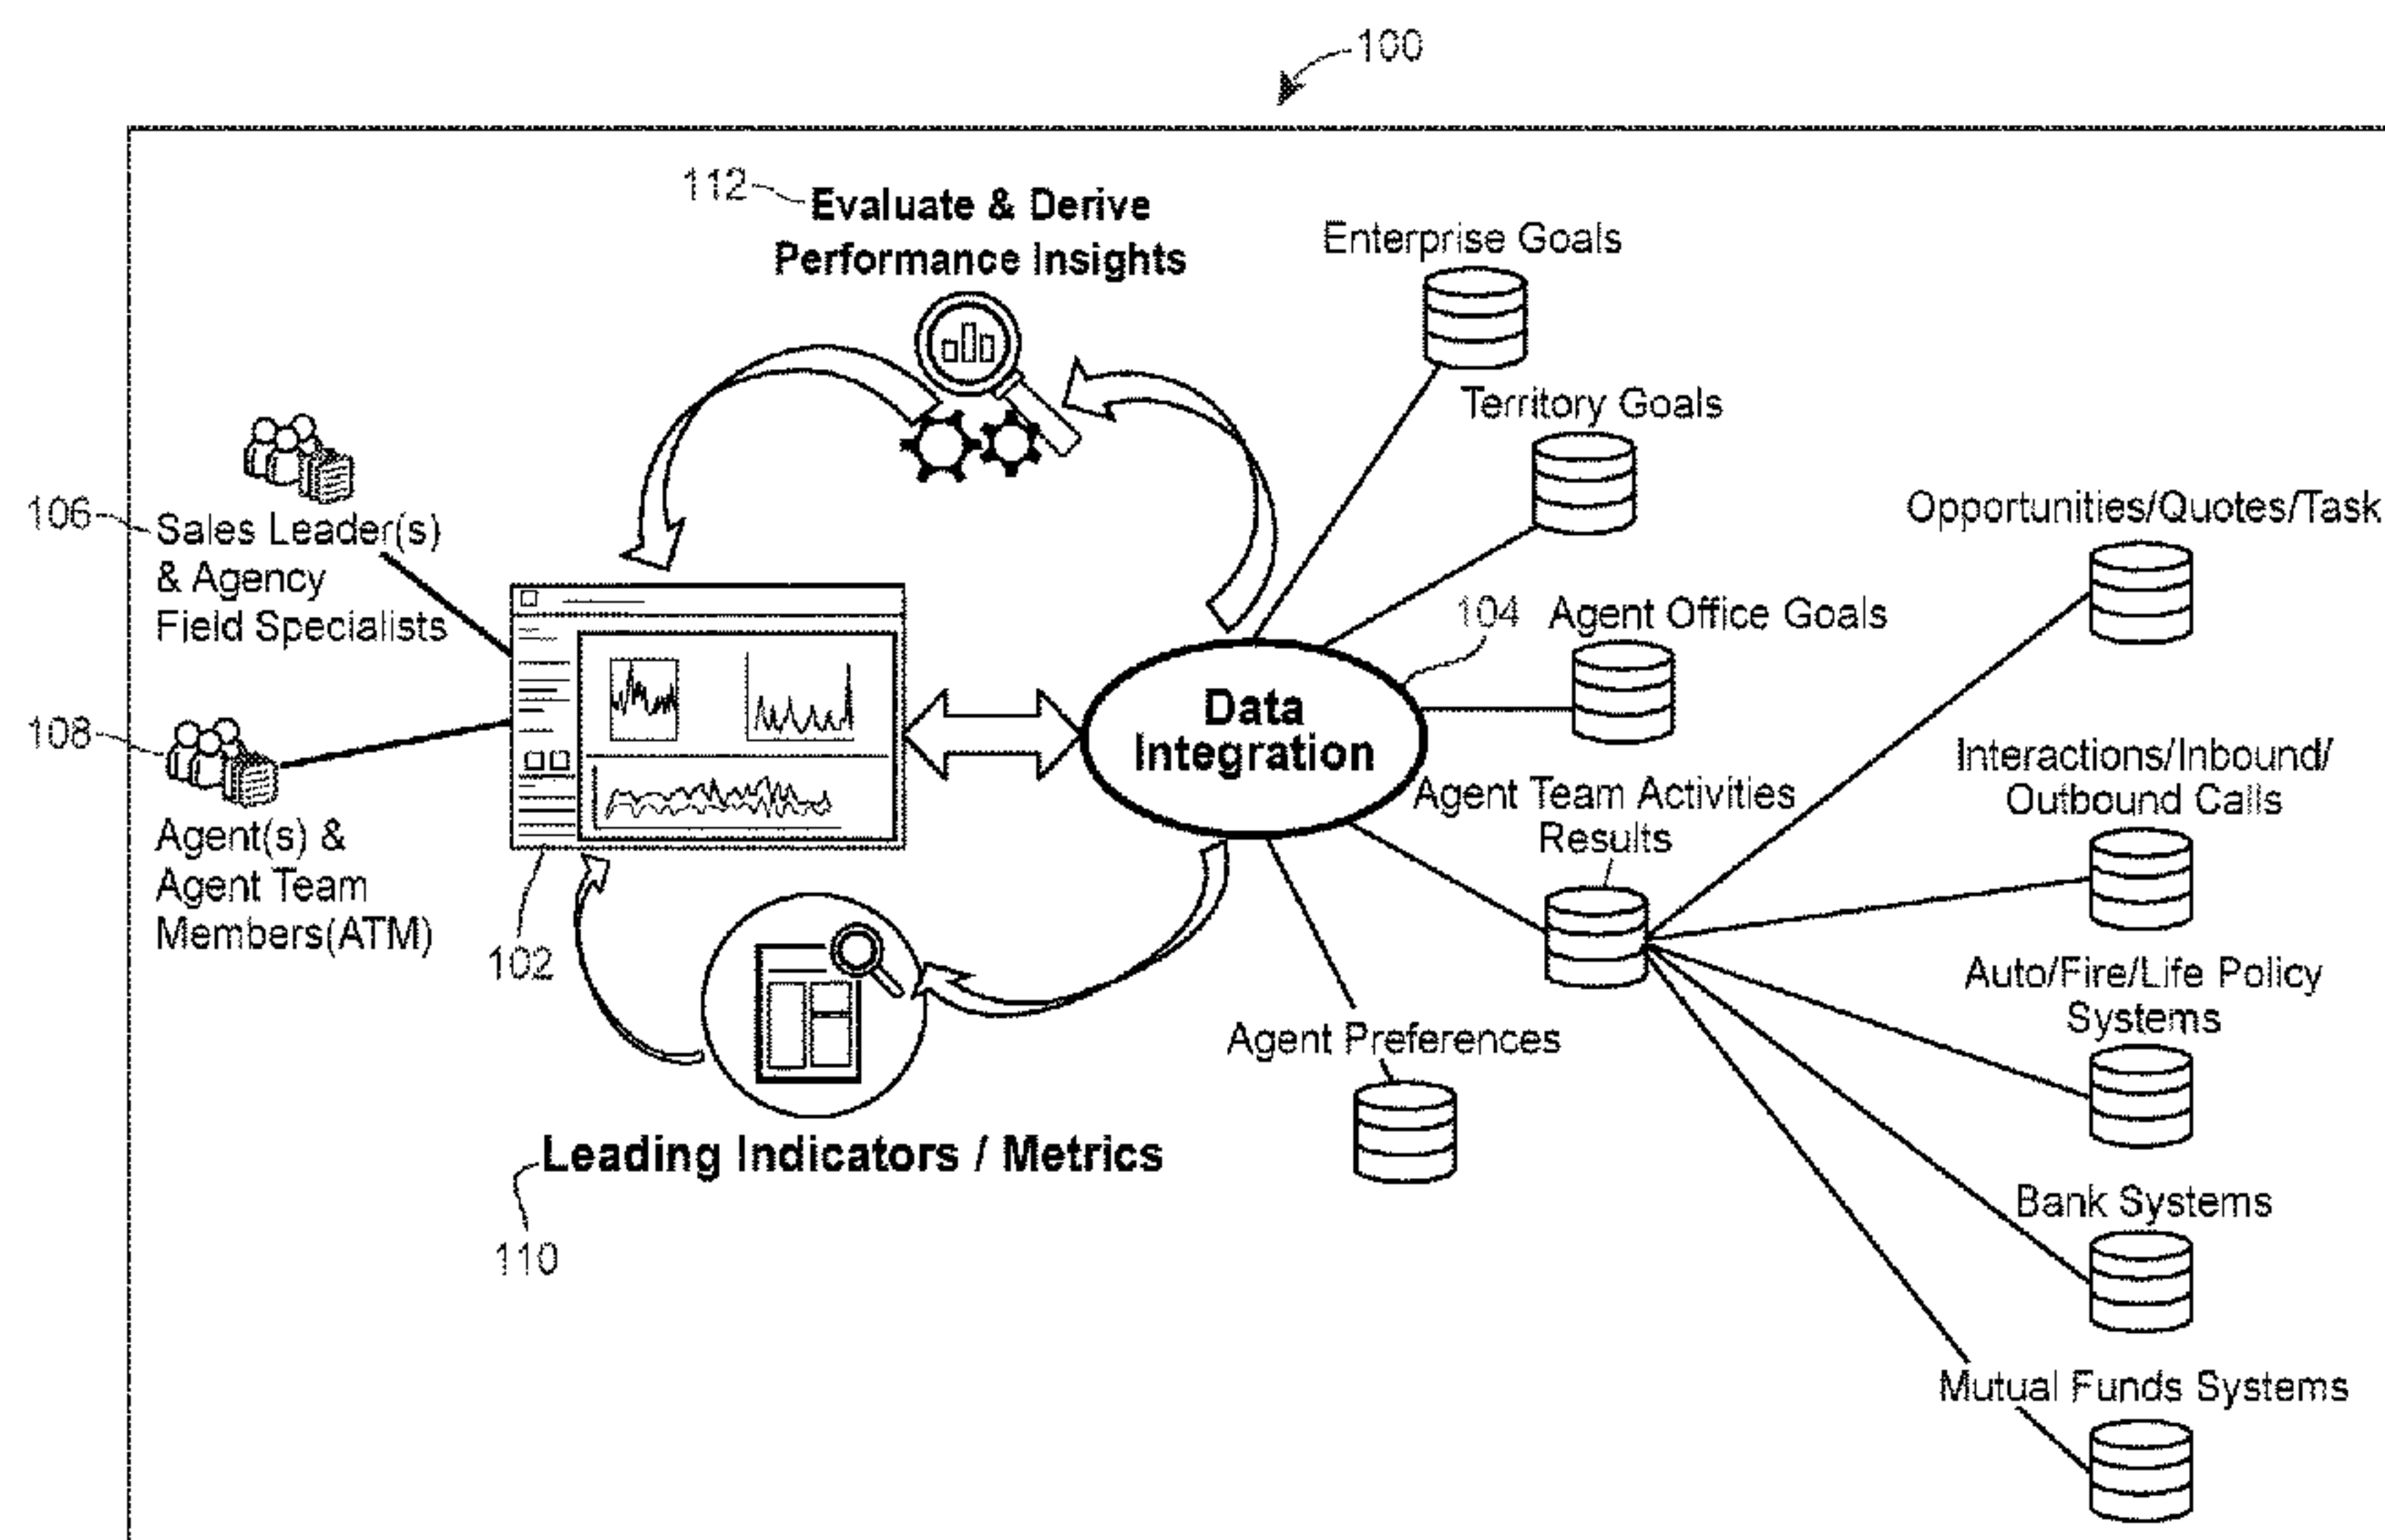 100
112
Evaluate & Derive
Performance Insights
Enterprise Goals
Territory Goals
106
Sales Leader(s)
& Agency
Field Specialists
Opportunities/Quotes/Task
104
Agent Office Goals
Data
Integration
108
Agent(s) &
Agent Team
Members(ATM)
102
Agent Team Activities
Results
Interactions/Inbound/
Outbound Calls
Auto/Fire/Life Policy
Systems
Agent Preferences
Leading Indicators / Metrics
110
Bank Systems
Mutual Funds Systems